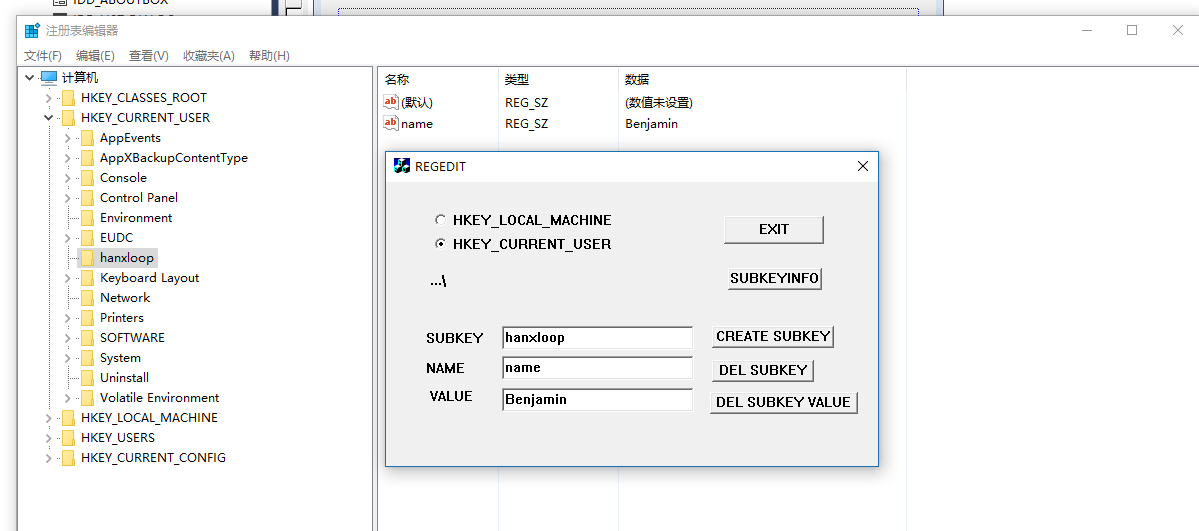 IDD_ABOUTBOX
注册表编辑器
文件(F) 编辑(E) 查看(V) 收藏夹(A) 帮助(H)
计算机
HKEY_CLASSES_ROOT
HKEY_CURRENT_USER
AppEvents
AppXBackupContentType
Console
Control Panel
Environment
EUDC
hanxloop
Keyboard Layout
Network
Printers
SOFTWARE
System
Uninstall
Volatile Environment
HKEY_LOCAL_MACHINE
HKEY_USERS
HKEY_CURRENT_CONFIG
名称 类型 数据
ab (默认) REG_SZ (数值未设置)
ab name REG_SZ Benjamin
REGEDIT
HKEY_LOCAL_MACHINE
HKEY_CURRENT_USER
EXIT
...\
SUBKEYINFO
SUBKEY hanxloop CREATE SUBKEY
NAME name DEL SUBKEY
VALUE Benjamin DEL SUBKEY VALUE